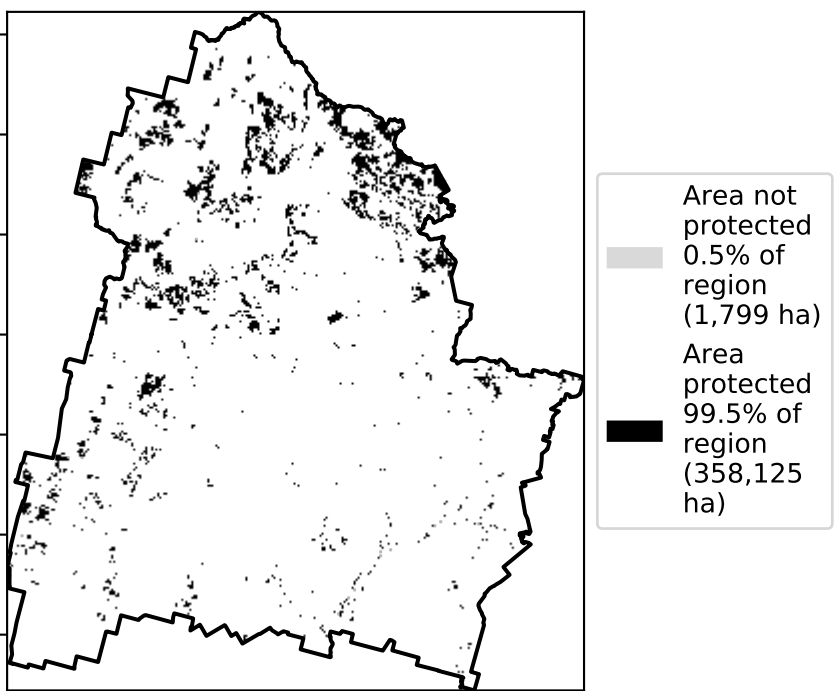 Area not
protected
0.5% of
region
(1,799 ha)
Area
protected
99.5% of
region
(358,125
ha)